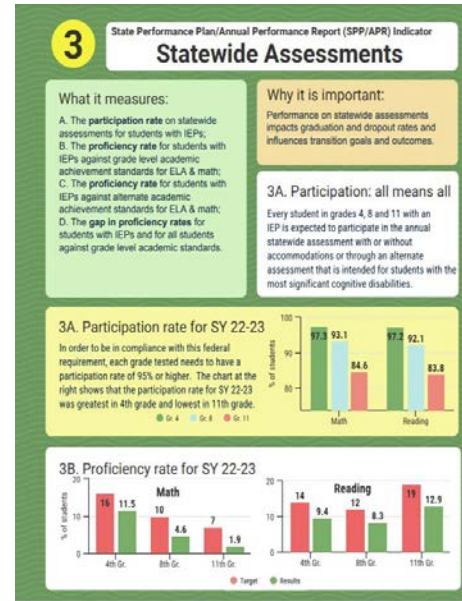 3
State Performance Plan/Annual Performance Report (SPP/APR) Indicator
Statewide Assessments
What it measures:
A. The participation rate on statewide
assessments for students with IEPs;
B. The proficiency rate for students with
IEPs against grade level academic
achievement standards for ELA & math;
C. The proficiency rate for students with
IEPs against alternate academic
achievement standards for ELA & math;
D. The gap in proficiency rates for
students with IEPs and for all students
against grade level academic standards.
Why it is important:
Performance on statewide assessments
impacts graduation and dropout rates and
influences transition goals and outcomes.
3A. Participation: all means all
Every student in grades 4, 8 and 11 with an
IEP is expected to participate in the annual
statewide assessment with or without
accommodations or through an alternate
assessment that is intended for students with the
most significant cognitive disabilities.
3A. Participation rate for SY 22-23
In order to be in compliance with this federal
requirement, each grade tested needs to have a
participation rate of 95% or higher. The chart at the
right shows that the participation rate for SY 22-23
was greatest in 4th grade and lowest in 11th grade.
Gr. 4 Gr. 8 Gr. 11
% of students
100
90
80
97.3 93.1 84.6
97.2 92.1 83.8
Math Reading
3B. Proficiency rate for SY 22-23
Math
% of students
20
10
0
16 11.5 10 4.6 7 1.9
4th Gr. 8th Gr. 11th Gr.
Reading
20
10
0
14 9.4 12 8.3 19 12.9
4th Gr. 8th Gr. 11th Gr.
Target Results